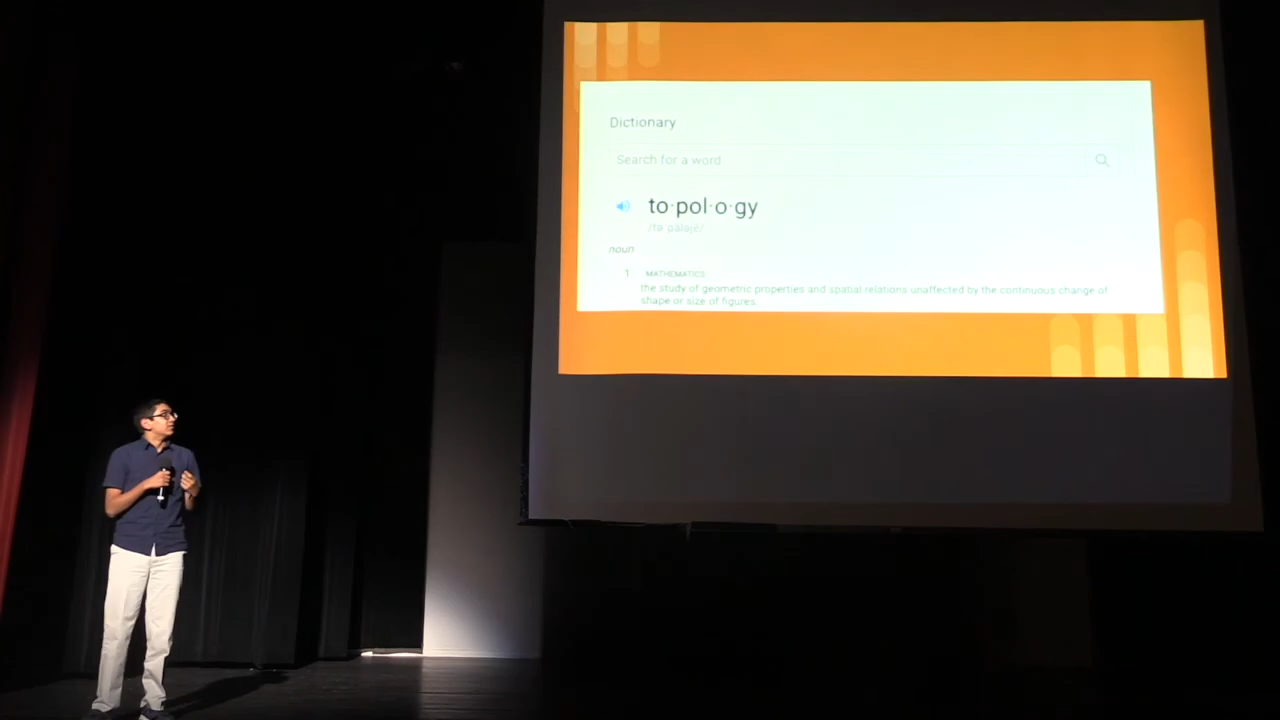 Dictionary
Search for a word
to·pol·o·gy
/təˈpäləjē/
noun
1 MATHEMATICS
the study of geometric properties and spatial relations unaffected by the continuous change of
shape or size of figures.